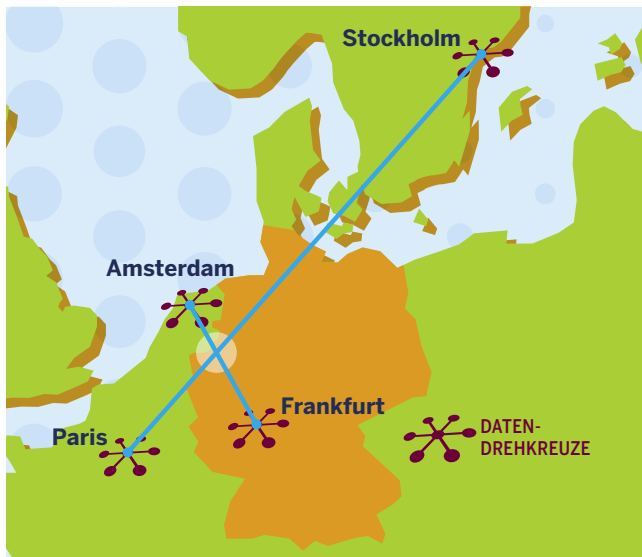 Stockholm
Amsterdam
Frankfurt
Paris
DATEN-
DREHKREUZE